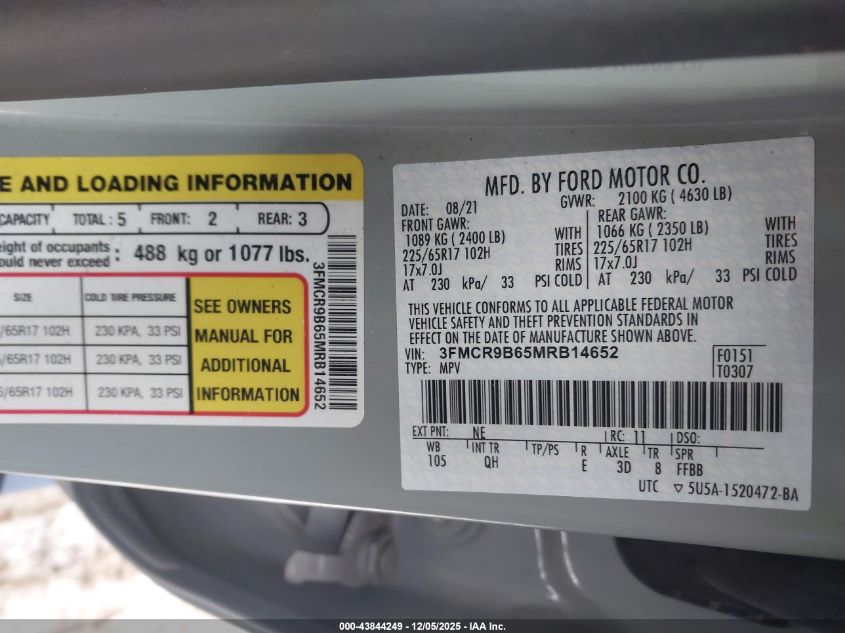 E AND LOADING INFORMATION
CAPACITY TOTAL : 5 FRONT: 2 REAR: 3
eight of occupants : 488 kg or 1077 lbs.
ould never exceed
SIZE COLD TIRE PRESSURE
/65R17 102H 230 KPA, 33 PSI
5/65R17 102H 230 KPA, 33 PSI
5/65R17 102H 230 KPA, 33 PSI
SEE OWNERS
MANUAL FOR
ADDITIONAL
INFORMATION
3FMCR9B65MRB14652
MFD. BY FORD MOTOR CO.
DATE: 08/21 GVWR: 2100 KG ( 4630 LB)
FRONT GAWR: REAR GAWR:
1089 KG ( 2400 LB) WITH 1066 KG ( 2350 LB) WITH
225/65R17 102H TIRES 225/65R17 102H TIRES
17x7.0J RIMS 17x7.0J RIMS
AT 230 kPa/ 33 PSI COLD AT 230 kPa/ 33 PSI COLD
THIS VEHICLE CONFORMS TO ALL APPLICABLE FEDERAL MOTOR
VEHICLE SAFETY AND THEFT PREVENTION STANDARDS IN
EFFECT ON THE DATE OF MANUFACTURE SHOWN ABOVE.
VIN: 3FMCR9B65MRB14652 F0151
TYPE: MPV T0307
EXT PNT: NE RC: 11 DSO:
WB INT TR TP/PS R AXLE TR SPR
105 QH E 3D 8 FFBB
UTC ▽ 5U5A-1520472-BA
000-43844249 - 12/05/2025 - IAA Inc.